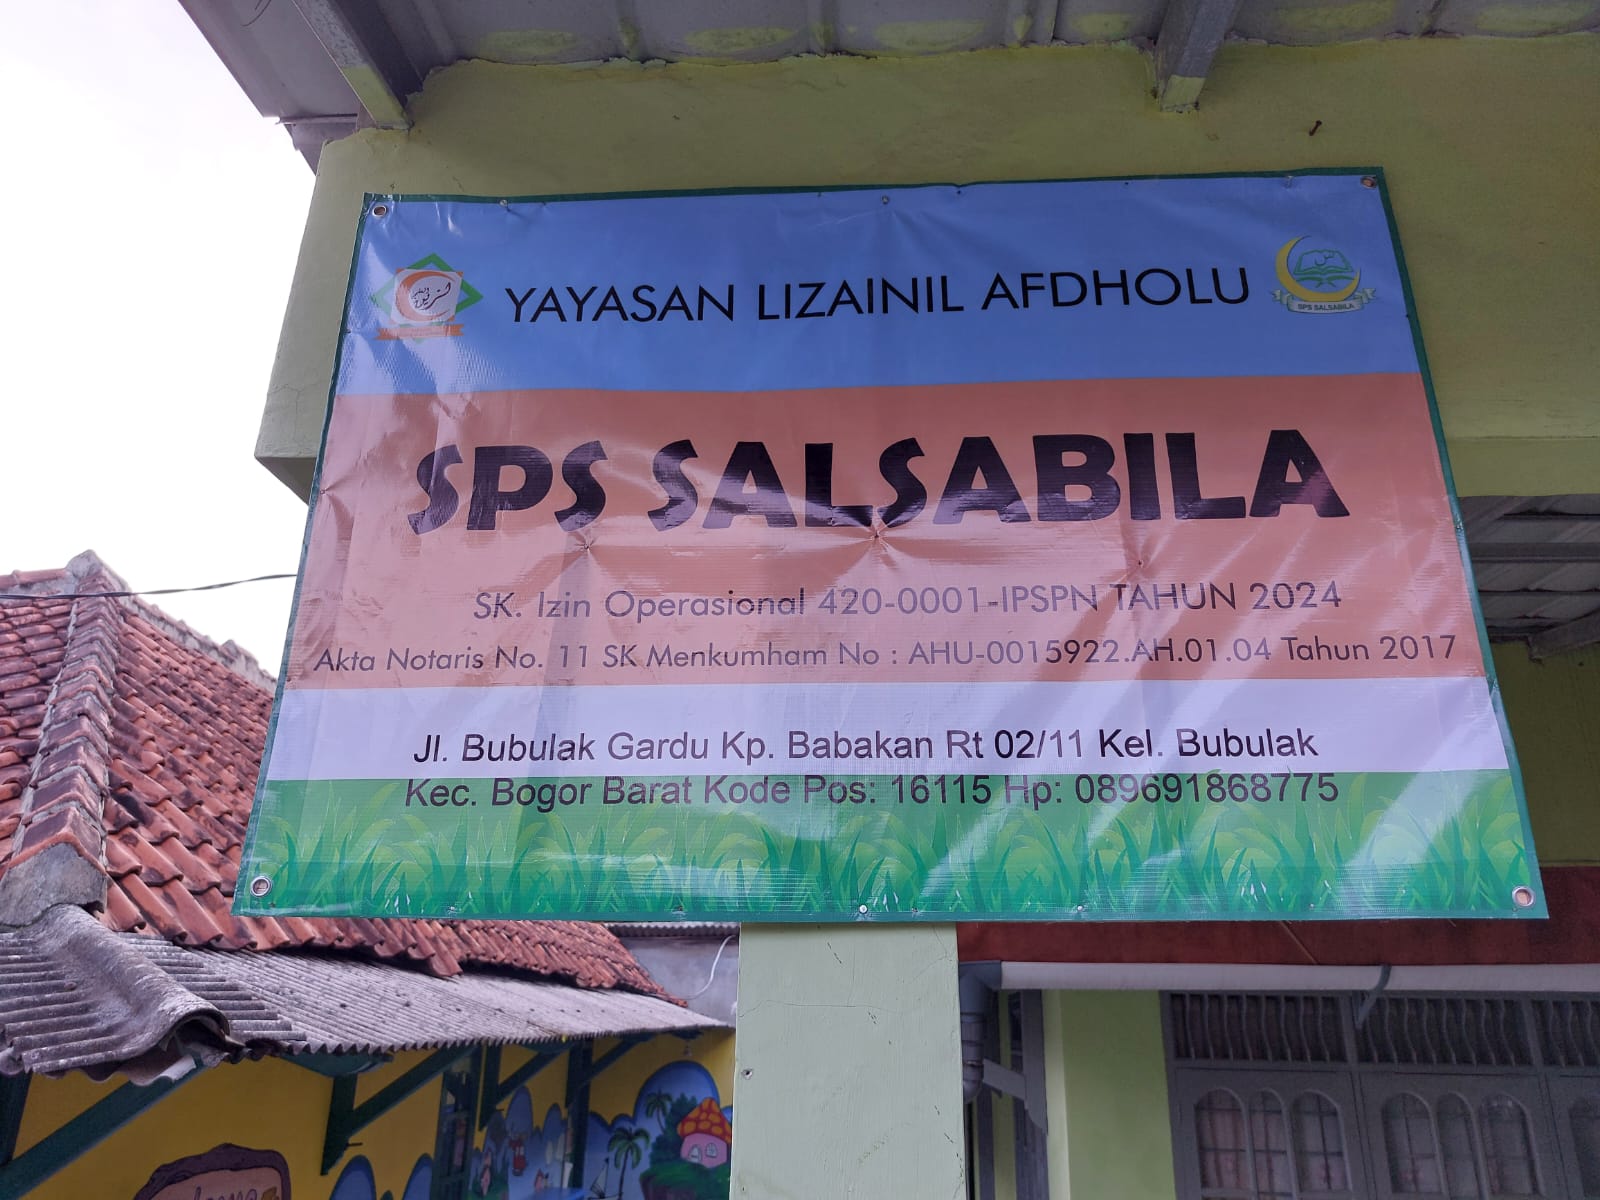 YAYASAN LIZAINIL AFDHOLU
SPS SALSABILA
SPS SALSABILA
SK. Izin Operasional 420-0001-IPSPN TAHUN 2024
Akta Notaris No. 11 SK Menkumham No : AHU-0015922.AH.01.04 Tahun 2017
Jl. Bubulak Gardu Kp. Babakan Rt 02/11 Kel. Bubulak
Kec. Bogor Barat Kode Pos: 16115 Hp: 089691868775